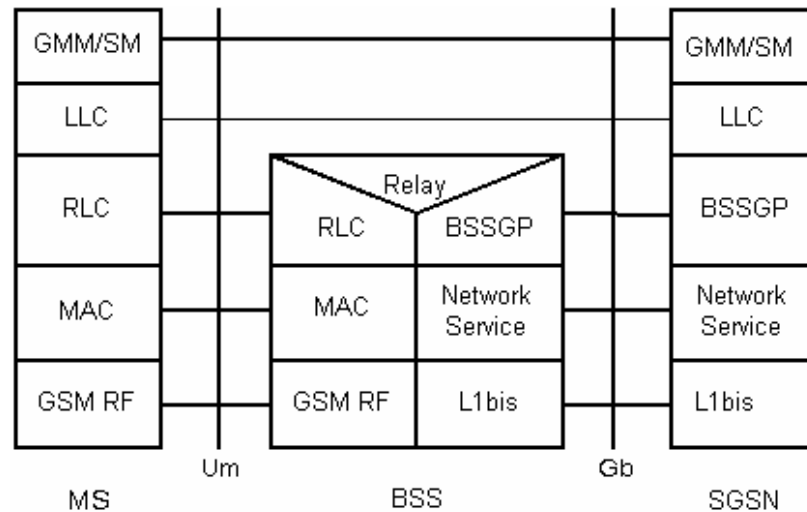 GMM/SM
GMM/SM
LLC
LLC
Relay
RLC
RLC
BSSGP
BSSGP
MAC
MAC
Network
Service
Network
Service
GSM RF
GSM RF
L1bis
L1bis
Um
Gb
MS
BSS
SGSN